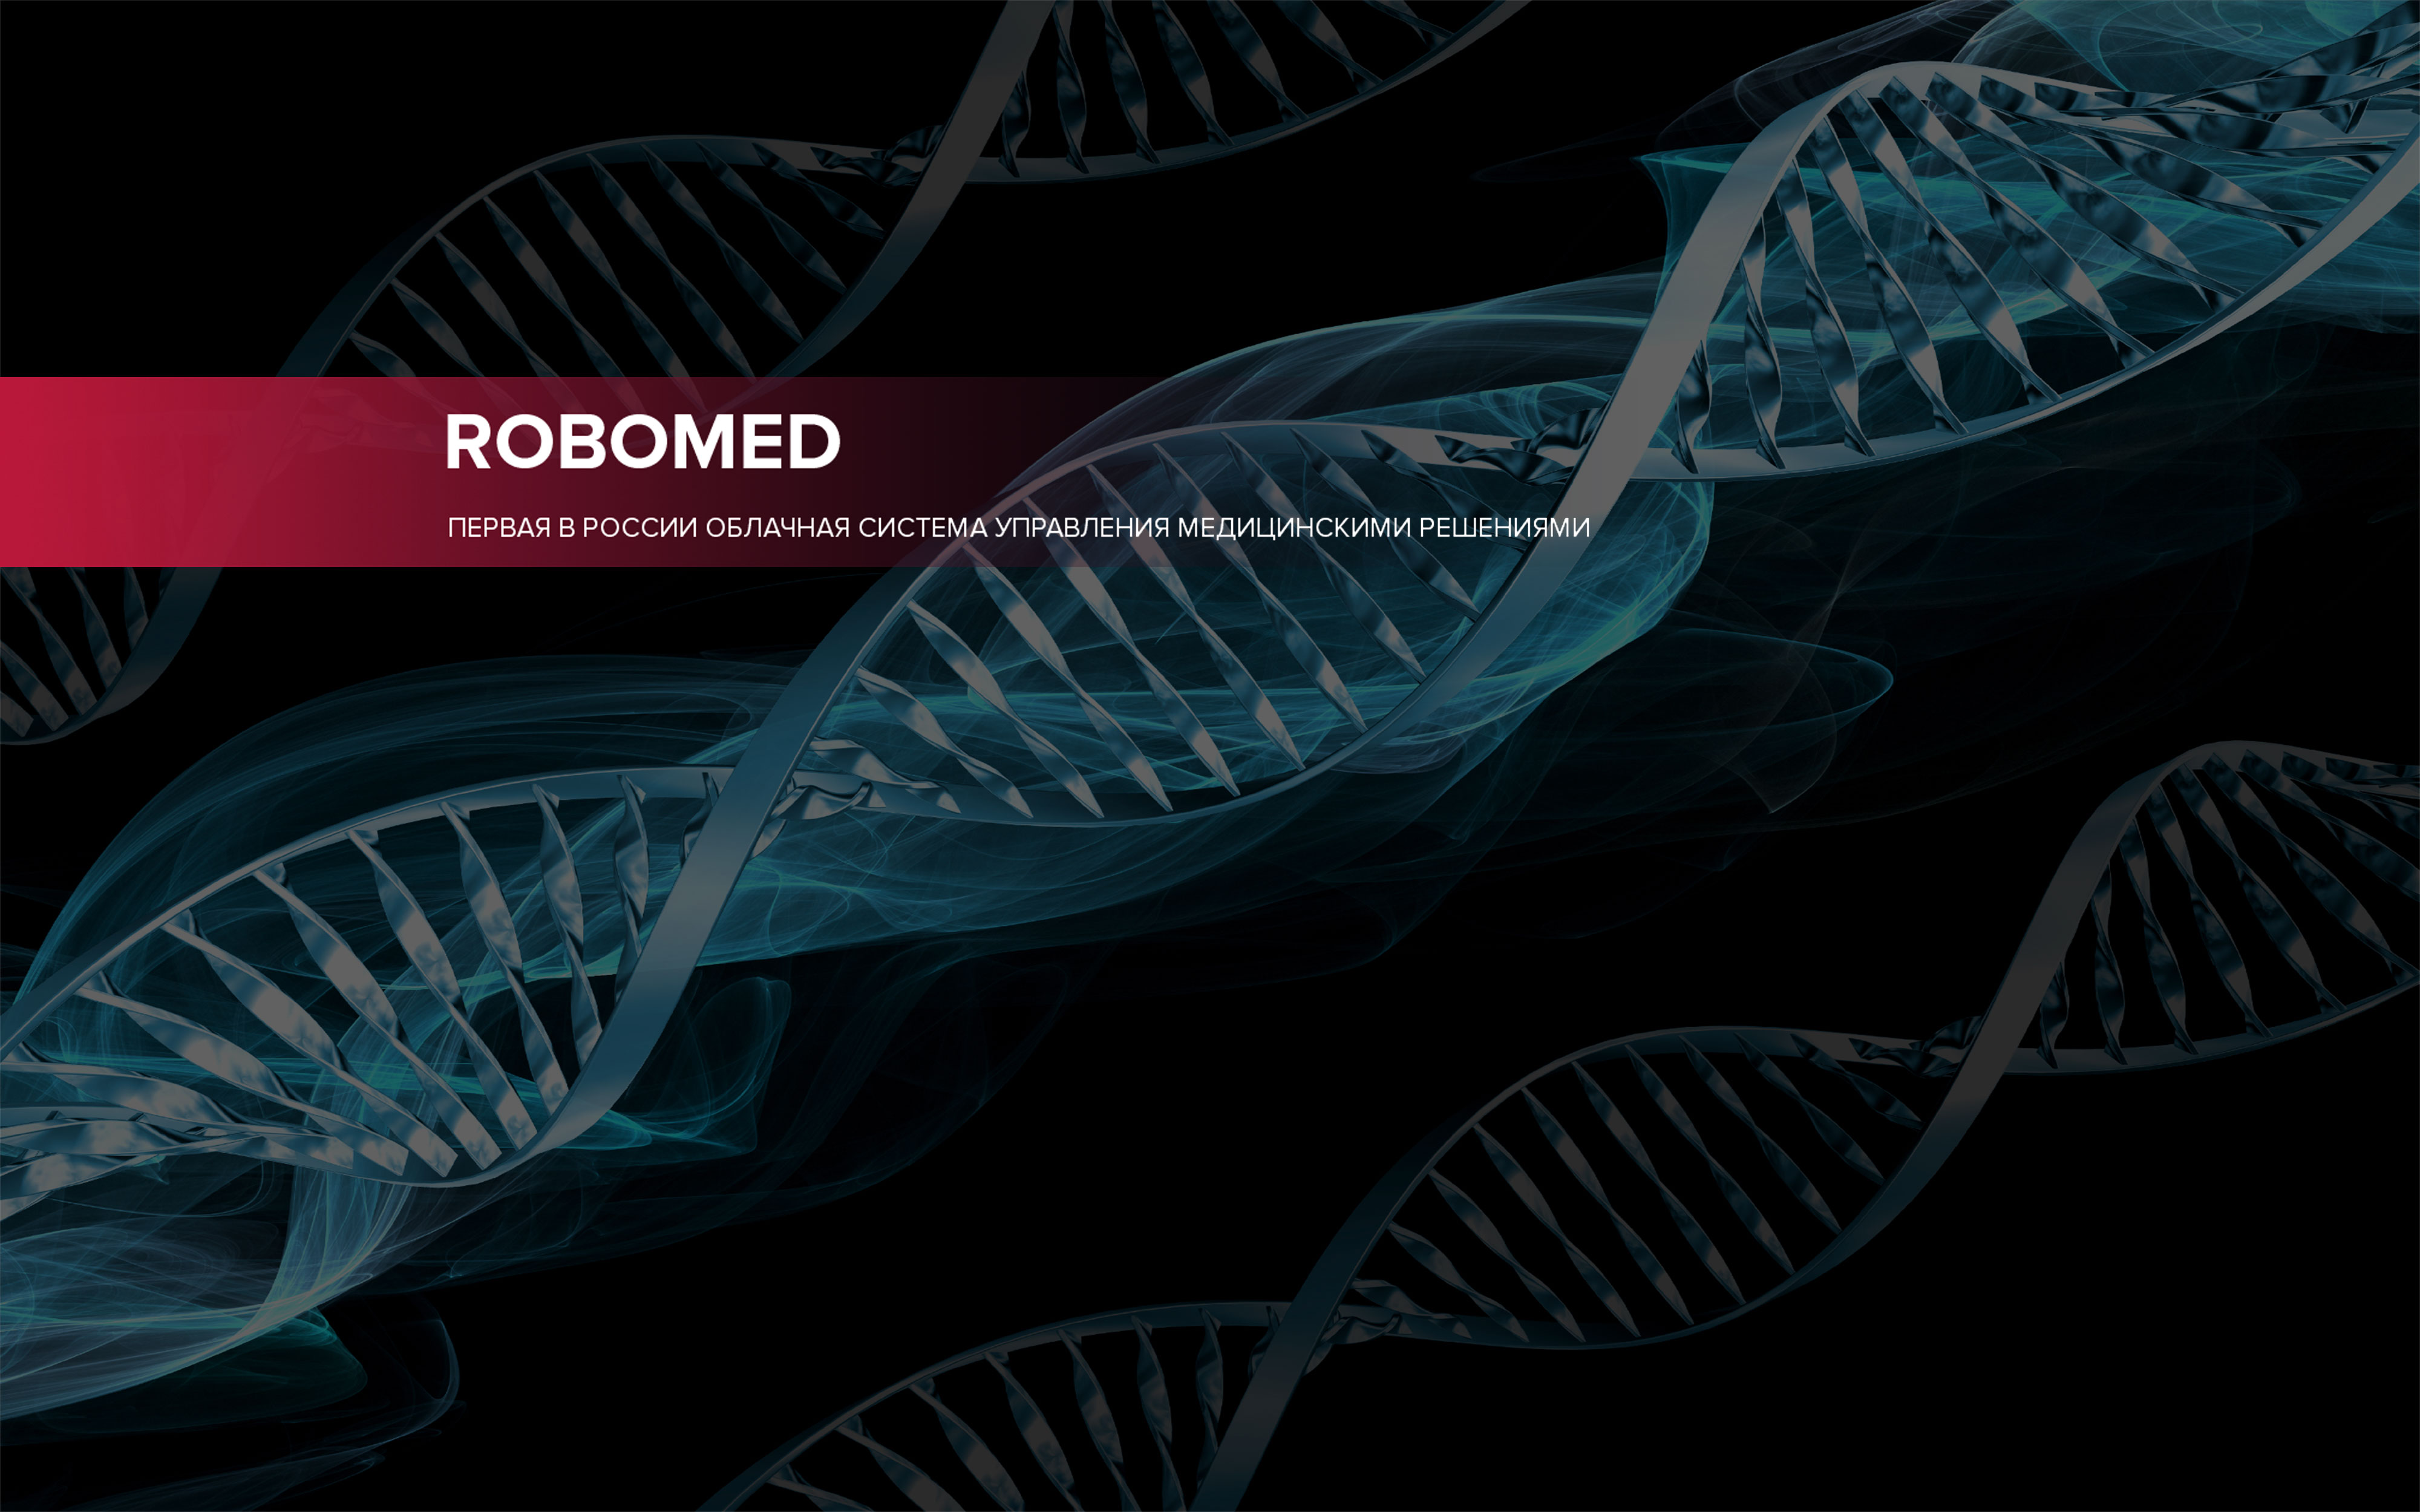 ROBOMED
ПЕРВАЯ В РОССИИ ОБЛАЧНАЯ СИСТЕМА УПРАВЛЕНИЯ МЕДИЦИНСКИМИ РЕШЕНИЯМИ